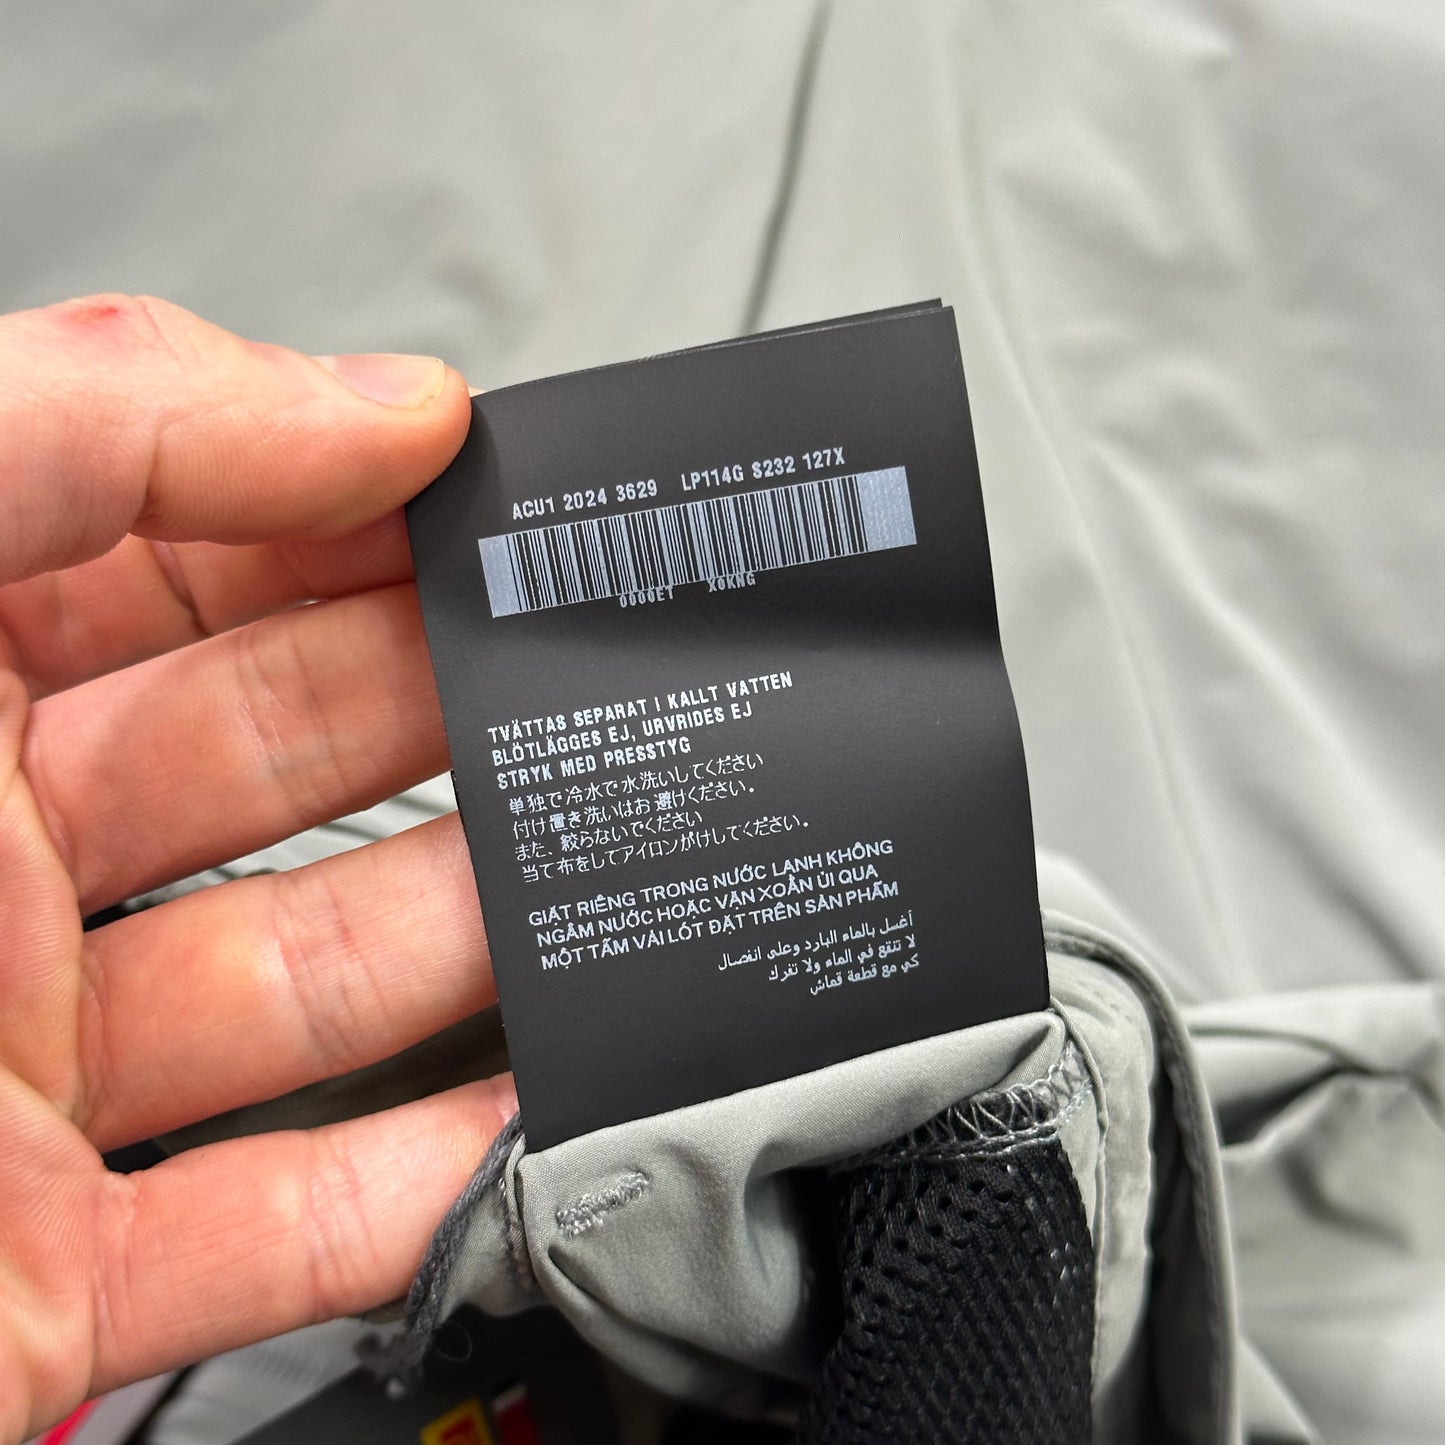 ACU1 2024 3629 LP114G S232 127X
0000ET X0KNG
TVÄTTAS SEPARAT I KALLT VATTEN
BLÖTLÄGGES EJ, URVRIDES EJ
STRYK MED PRESSTYG
単独で冷水で水洗いしてください
付け置き洗いはお避けください。
また、絞らないでください
当て布をしてアイロンがけしてください。
GIẶT RIÊNG TRONG NƯỚC LẠNH KHÔNG
NGÂM NƯỚC HOẶC VẶN XOẮN ỦI QUA
MỘT TẤM VẢI LÓT ĐẶT TRÊN SẢN PHẨM
أغسل بالماء البارد وعلى انفصال
لا تنقع في الماء ولا تفرك
كي مع قطعة قماش